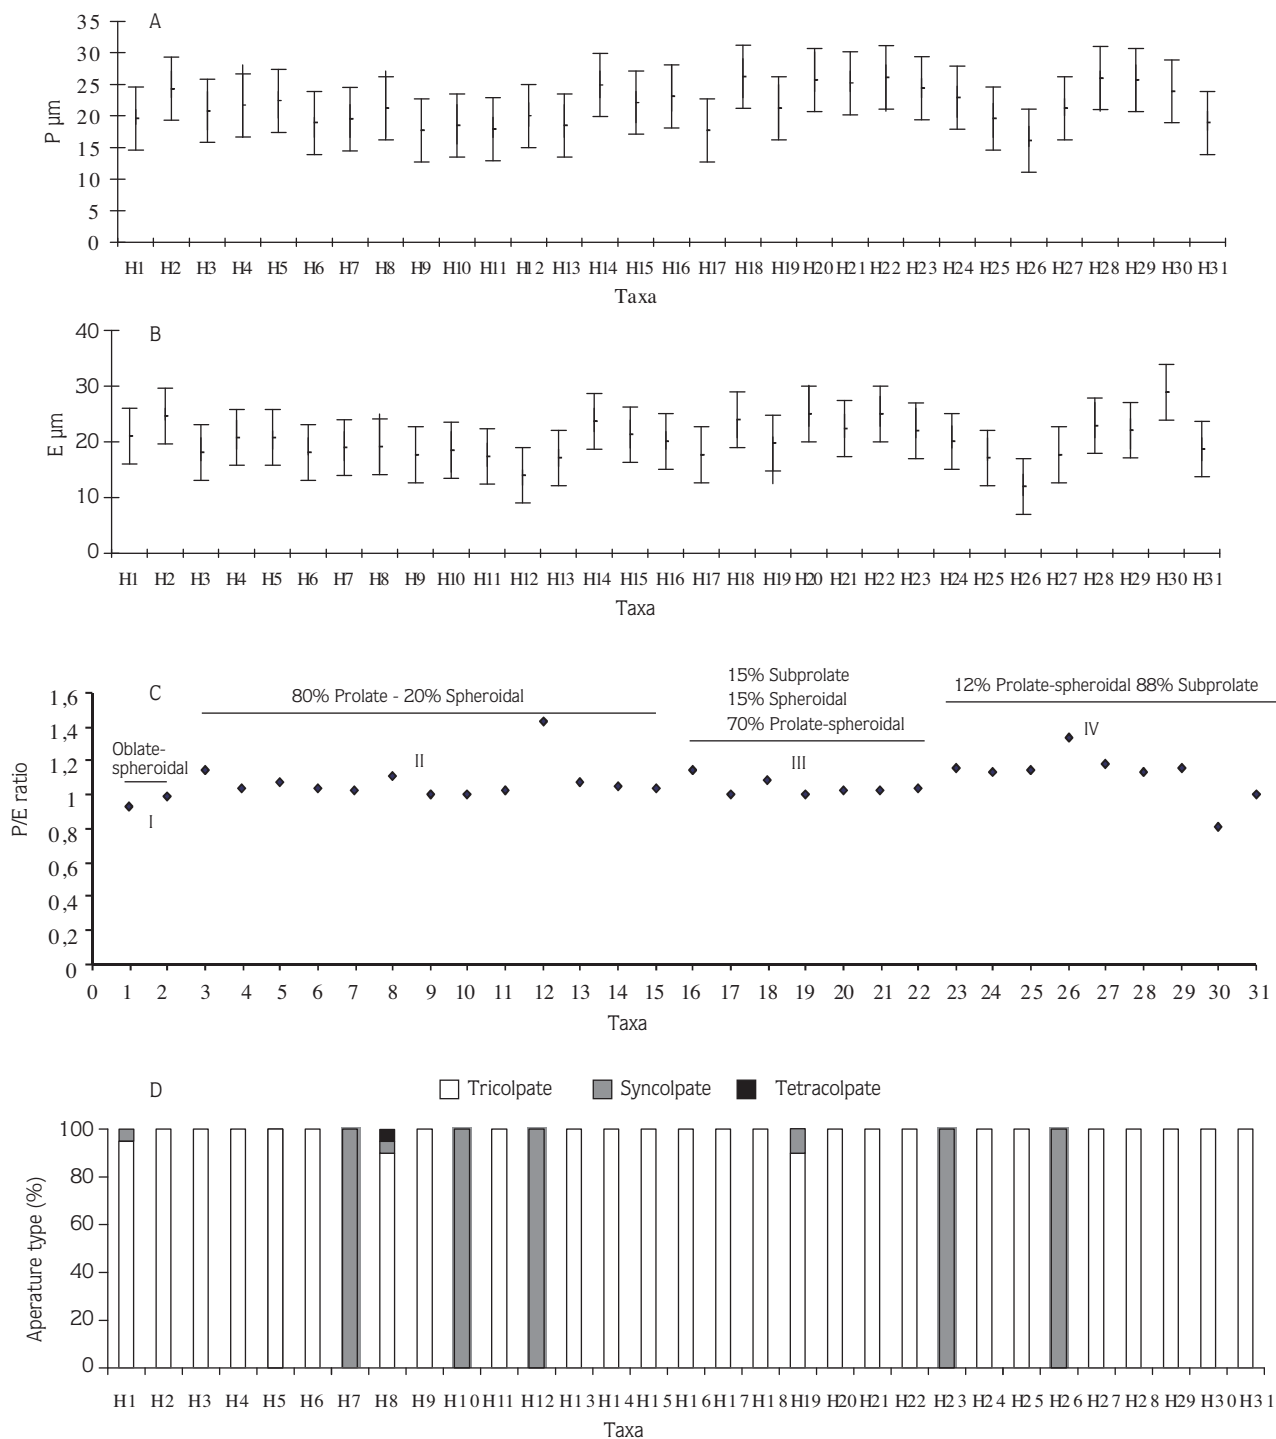 A
35
30
25
20
15
10
5
0
P µm
H1 H2 H3 H4 H5 H6 H7 H8 H9 H10 H11 H12 H13 H14 H15 H16 H17 H18 H19 H20 H21 H22 H23 H24 H25 H26 H27 H28 H29 H30 H31
Taxa
B
40
30
20
10
0
E µm
H1 H2 H3 H4 H5 H6 H7 H8 H9 H10 H11 H12 H13 H14 H15 H16 H17 H18 H19 H20 H21 H22 H23 H24 H25 H26 H27 H28 H29 H30 H31
Taxa
C
1,6
1,4
1,2
1
0,8
0,6
0,4
0,2
0
P/E ratio
Oblate-
spheroidal
I
80% Prolate - 20% Spheroidal
II
15% Subprolate
15% Spheroidal
70% Prolate-spheroidal
III
12% Prolate-spheroidal 88% Subprolate
IV
0 1 2 3 4 5 6 7 8 9 10 11 12 13 14 15 16 17 18 19 20 21 22 23 24 25 26 27 28 29 30 31
Taxa
D
Tricolpate Syncolpate Tetracolpate
100
80
60
40
20
0
Aperature type (%)
H1 H2 H3 H4 H5 H6 H7 H8 H9 H10 H11 H12 H13 H14 H15 H16 H17 H18 H19 H20 H21 H22 H23 H24 H25 H26 H27 H28 H29 H30 H31
Taxa